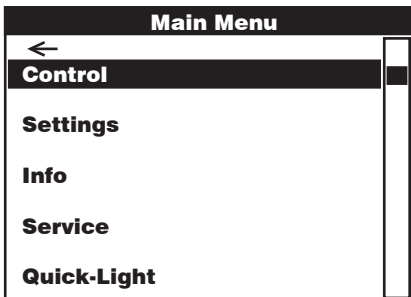 Main Menu
←
Control
Settings
Info
Service
Quick-Light